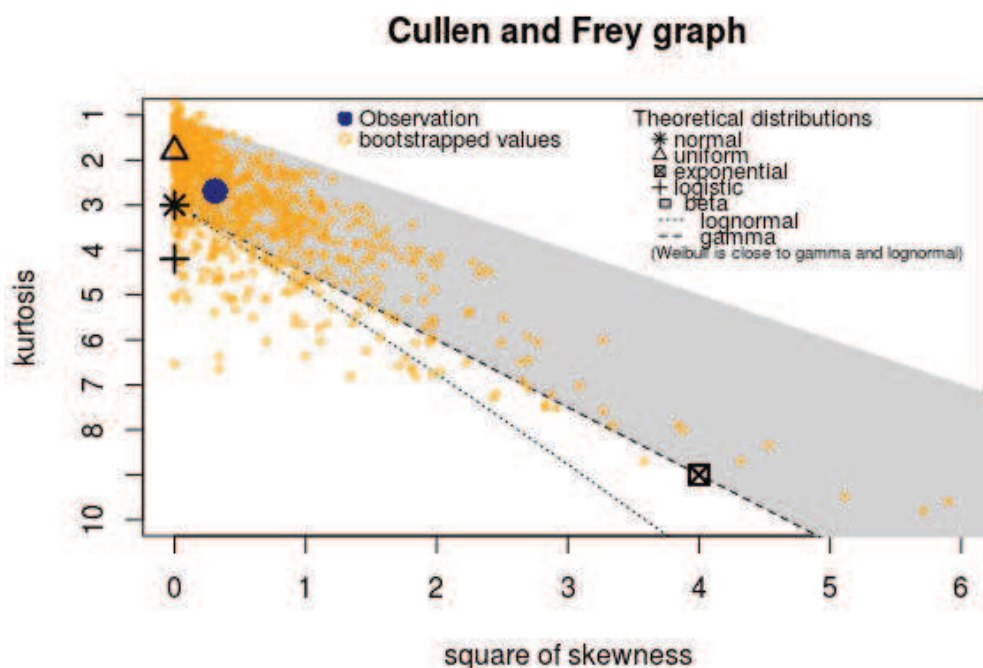 Cullen and Frey graph
Observation
bootstrapped values
Theoretical distributions
normal
uniform
exponential
logistic
beta
lognormal
gamma
(Weibull is close to gamma and lognormal)
kurtosis
1
2
3
4
5
6
7
8
10
0 1 2 3 4 5 6
square of skewness